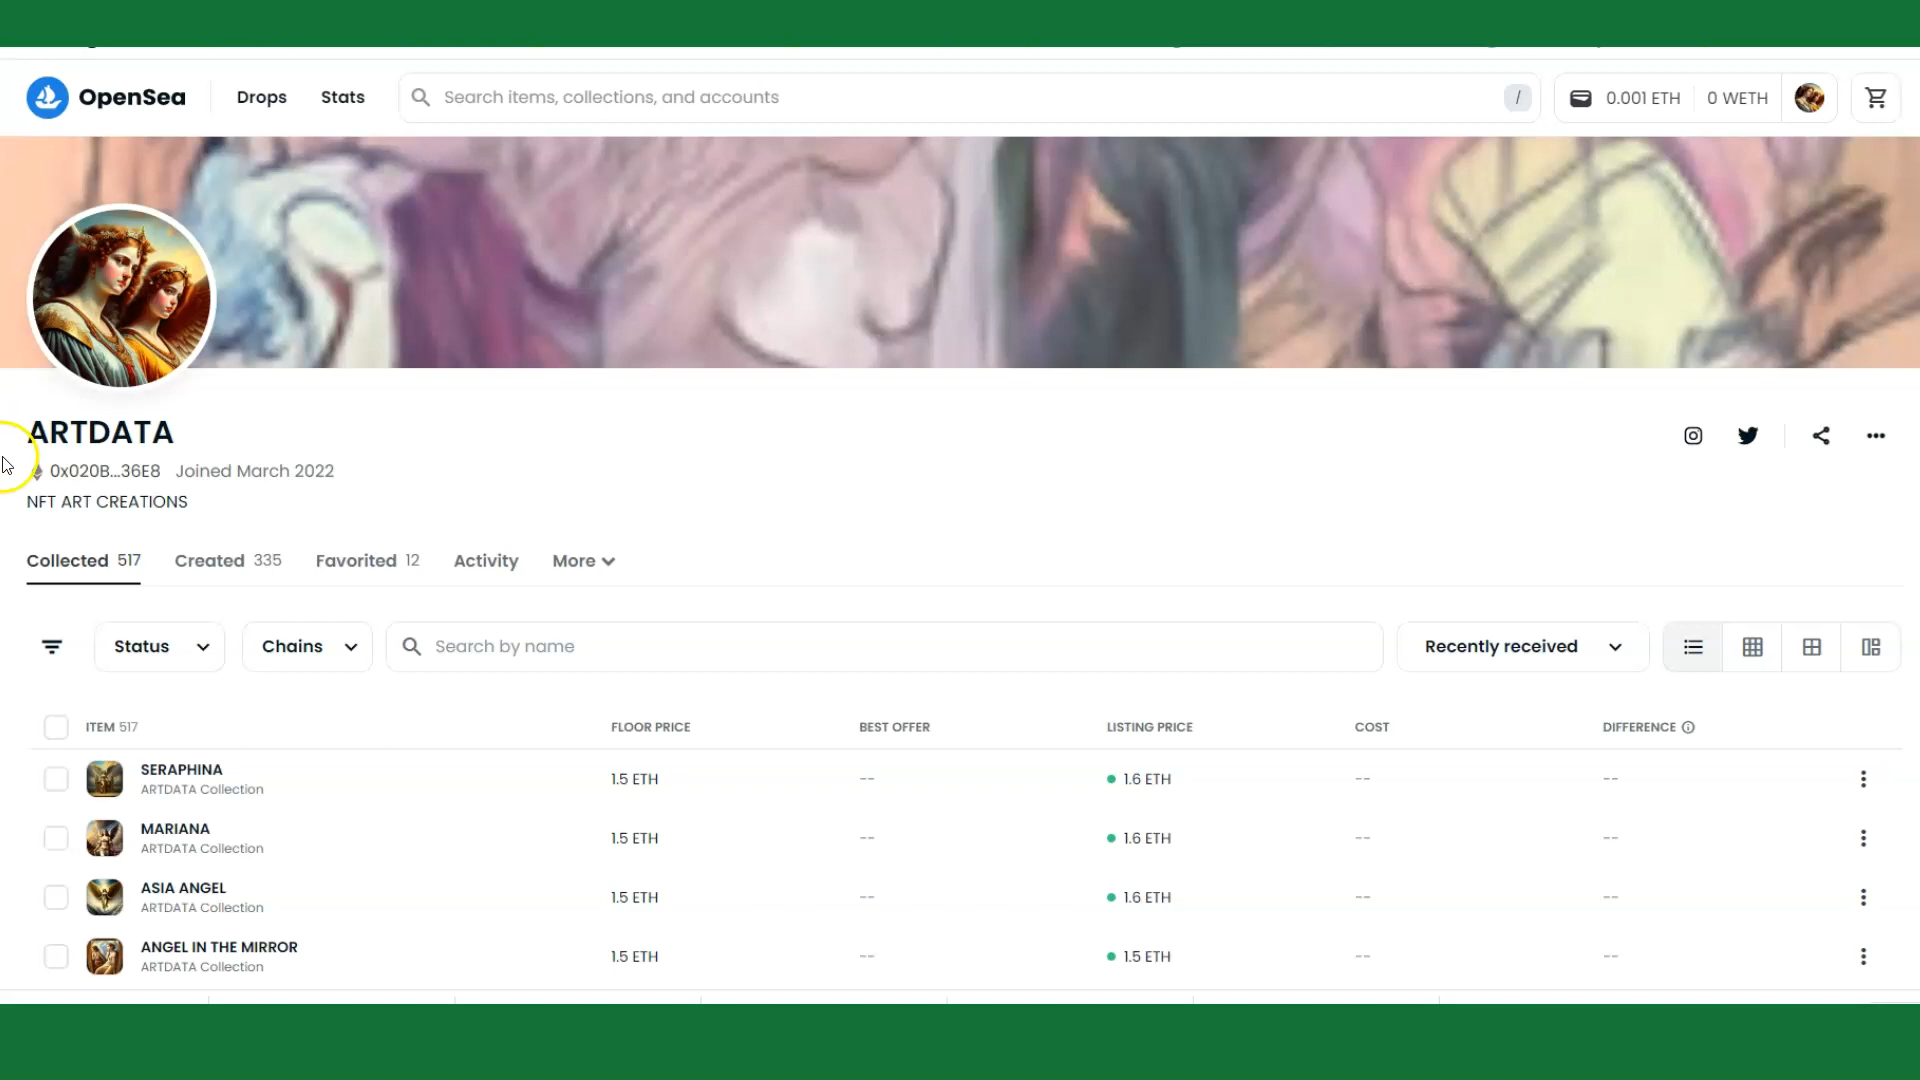 OpenSea Drops Stats Search items, collections, and accounts / 0.001 ETH 0 WETH
ARTDATA
0x020B...36E8 Joined March 2022
NFT ART CREATIONS
Collected 517 Created 335 Favorited 12 Activity More
Status Chains Search by name Recently received
ITEM 517 FLOOR PRICE BEST OFFER LISTING PRICE COST DIFFERENCE
SERAPHINA
ARTDATA Collection
1.5 ETH -- 1.6 ETH -- --
MARIANA
ARTDATA Collection
1.5 ETH -- 1.6 ETH -- --
ASIA ANGEL
ARTDATA Collection
1.5 ETH -- 1.6 ETH -- --
ANGEL IN THE MIRROR
ARTDATA Collection
1.5 ETH -- 1.5 ETH -- --